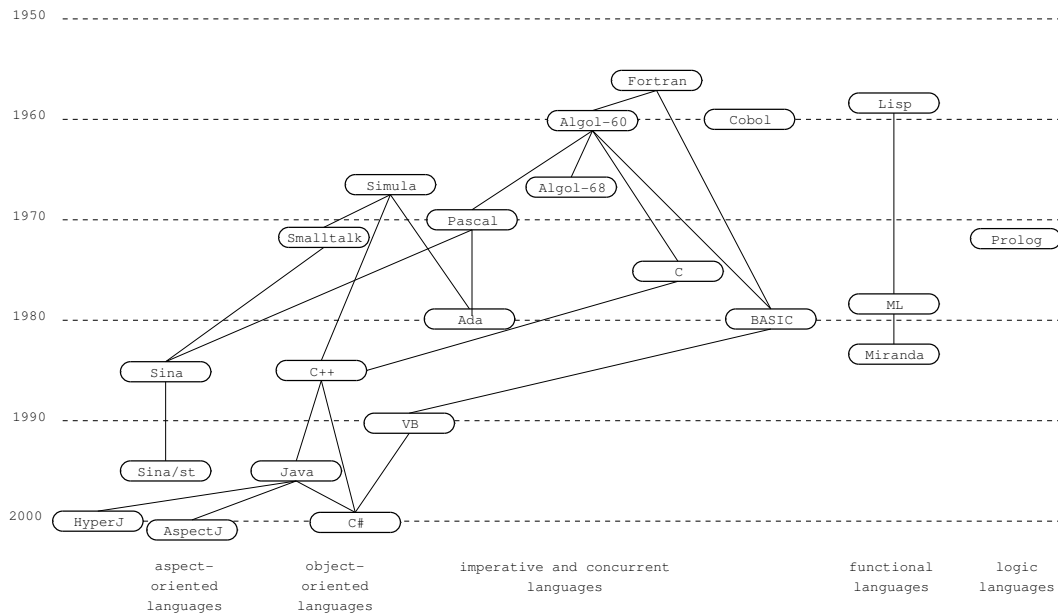 1950
Fortran
Lisp
1960
Algol-60
Cobol
Simula
Algol-68
1970
Pascal
Smalltalk
Prolog
C
ML
1980
Ada
BASIC
Miranda
Sina
C++
1990
VB
Sina/st
Java
2000
HyperJ
AspectJ
C#
aspect-
oriented
languages
object-
oriented
languages
imperative and concurrent
languages
functional
languages
logic
languages